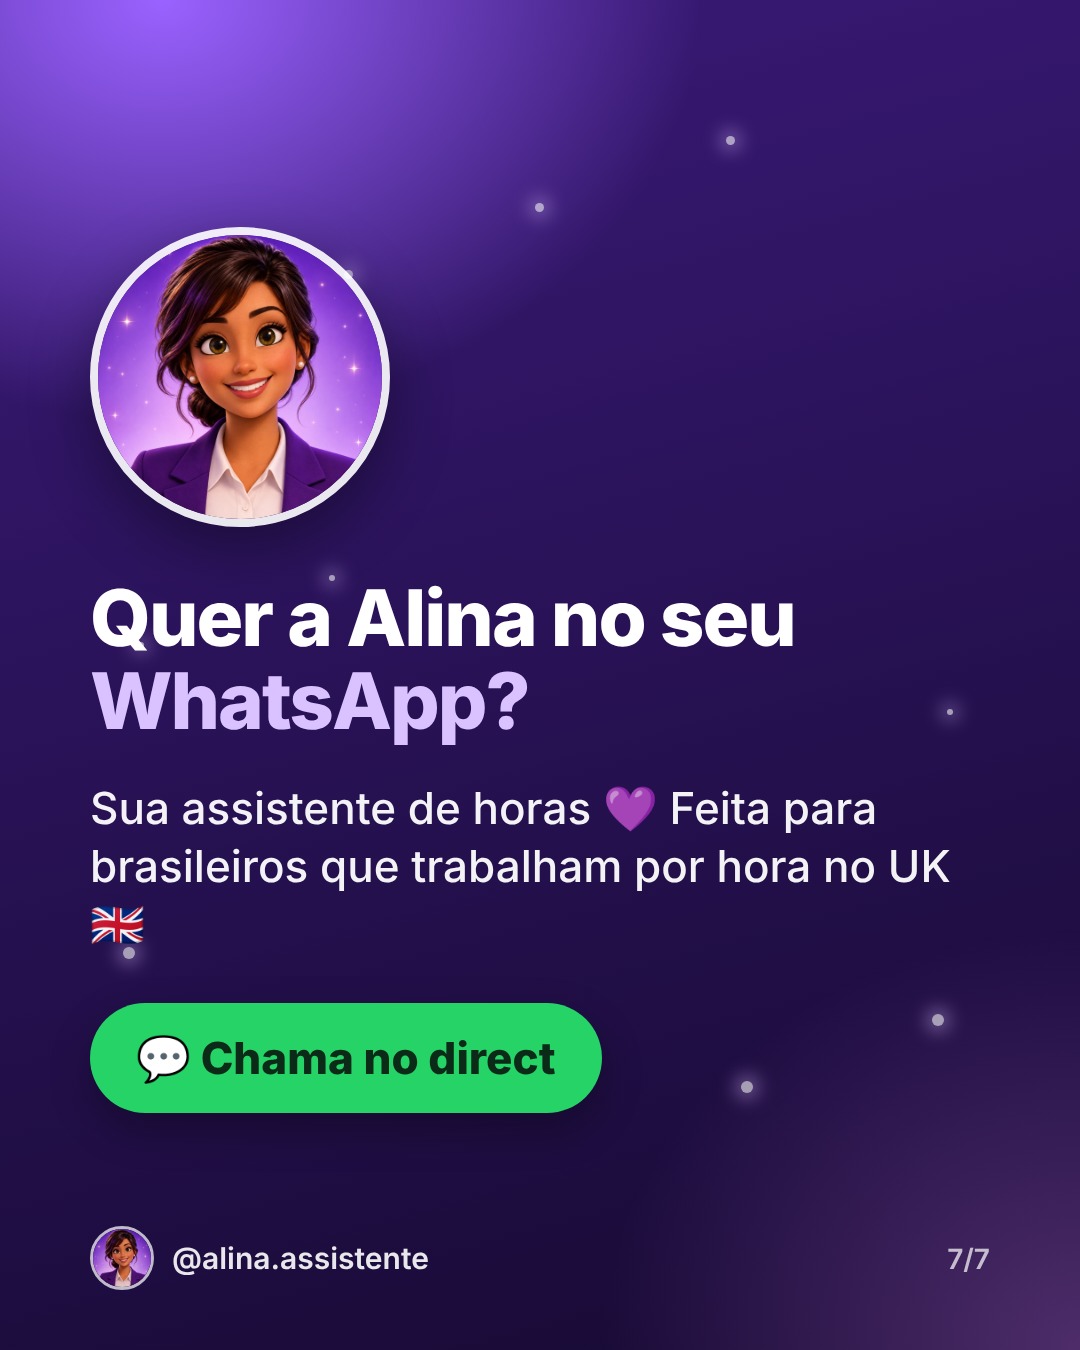 Quer a Alina no seu
WhatsApp?
Sua assistente de horas 💜 Feita para
brasileiros que trabalham por hora no UK
🇬🇧
💬 Chama no direct
@alina.assistente
7/7